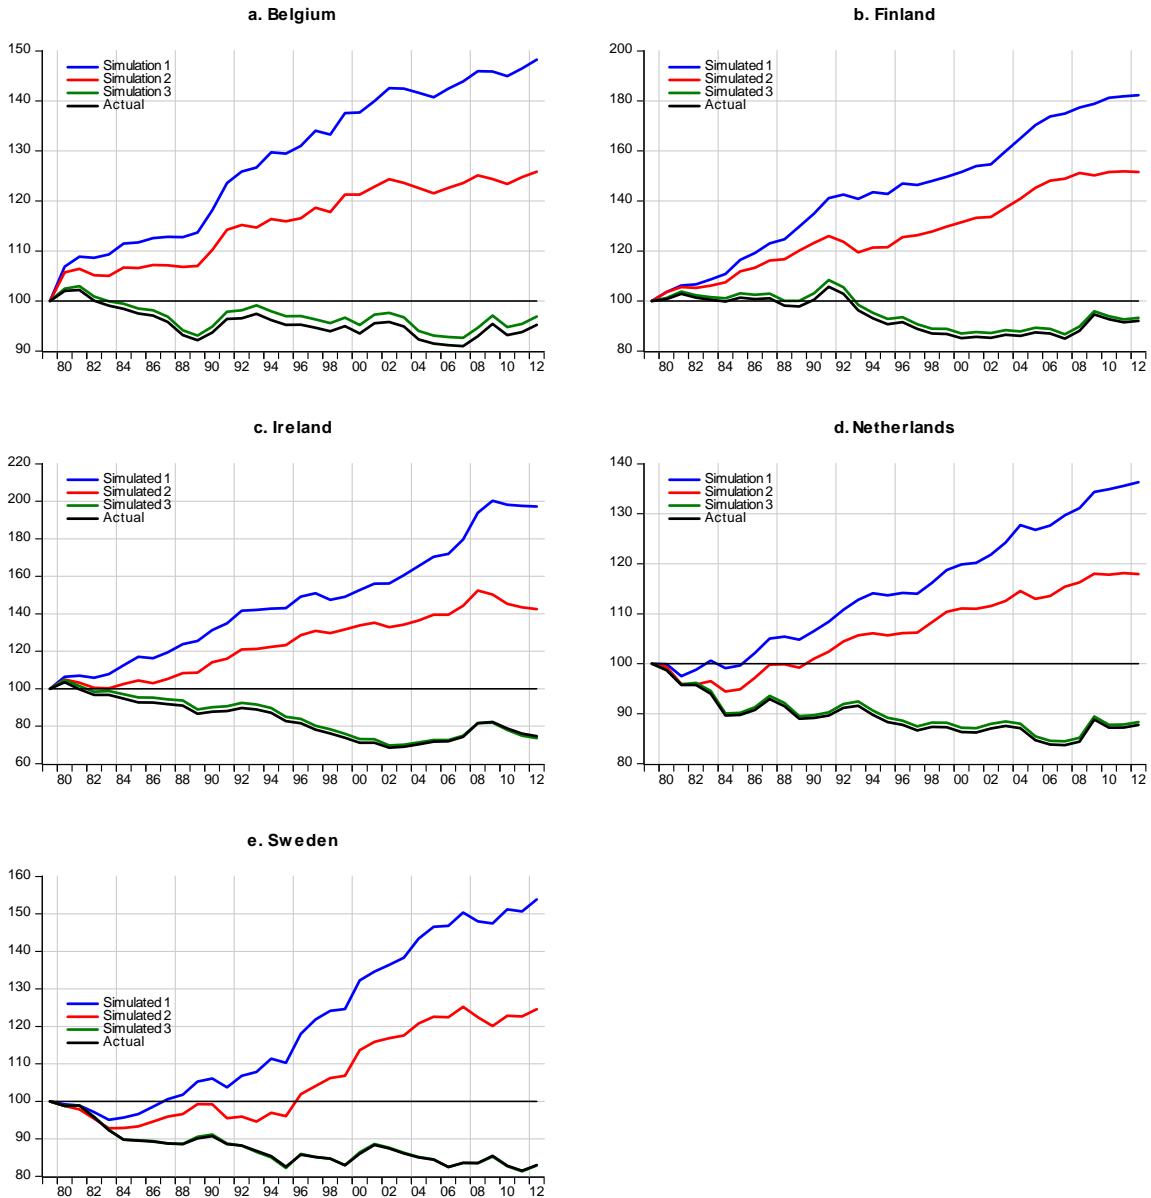 a. Belgium
150
140
130
120
110
100
90
Simulation 1
Simulation 2
Simulation 3
Actual
80 82 84 86 88 90 92 94 96 98 00 02 04 06 08 10 12
b. Finland
200
180
160
140
120
100
80
Simulated 1
Simulated 2
Simulated 3
Actual
80 82 84 86 88 90 92 94 96 98 00 02 04 06 08 10 12
c. Ireland
220
200
180
160
140
120
100
80
60
Simulated 1
Simulated 2
Simulated 3
Actual
80 82 84 86 88 90 92 94 96 98 00 02 04 06 08 10 12
d. Netherlands
140
130
120
110
100
90
80
Simulation 1
Simulation 2
Simulation 3
Actual
80 82 84 86 88 90 92 94 96 98 00 02 04 06 08 10 12
e. Sweden
160
150
140
130
120
110
100
90
80
Simulated 1
Simulated 2
Simulated 3
Actual
80 82 84 86 88 90 92 94 96 98 00 02 04 06 08 10 12